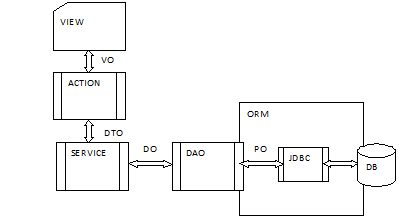 VIEW
VO
ACTION
DTO
SERVICE
DO
DAO
ORM
PO
JDBC
DB